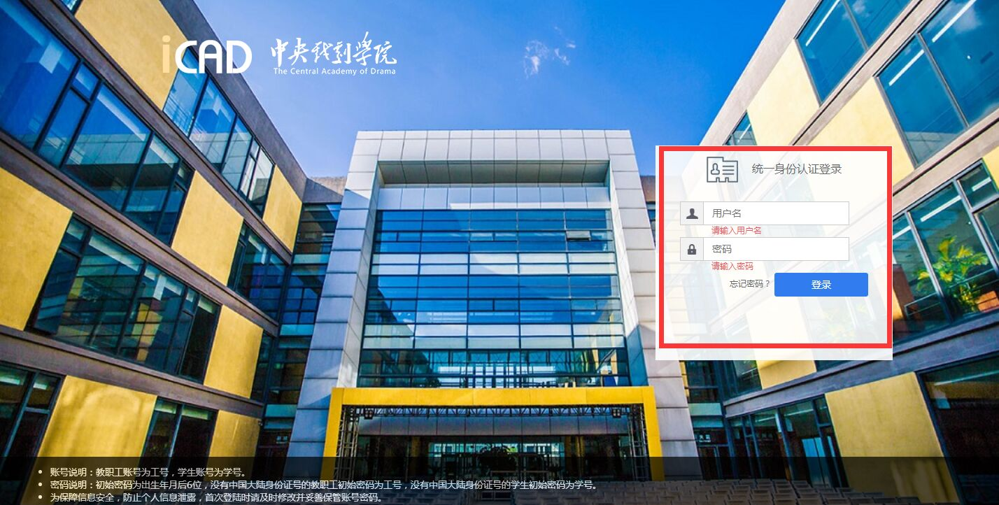 iCAD 中央戏剧学院
The Central Academy of Drama
统一身份认证登录
用户名
请输入用户名
密码
请输入密码
忘记密码？ 登录
账号说明：教职工账号为工号，学生账号为学号。
密码说明：初始密码为出生年月后6位，没有中国大陆身份证号的教职工初始密码为工号，没有中国大陆身份证号的学生初始密码为学号。
为保障信息安全，防止个人信息泄露，首次登陆时请及时修改并妥善保管账号密码。